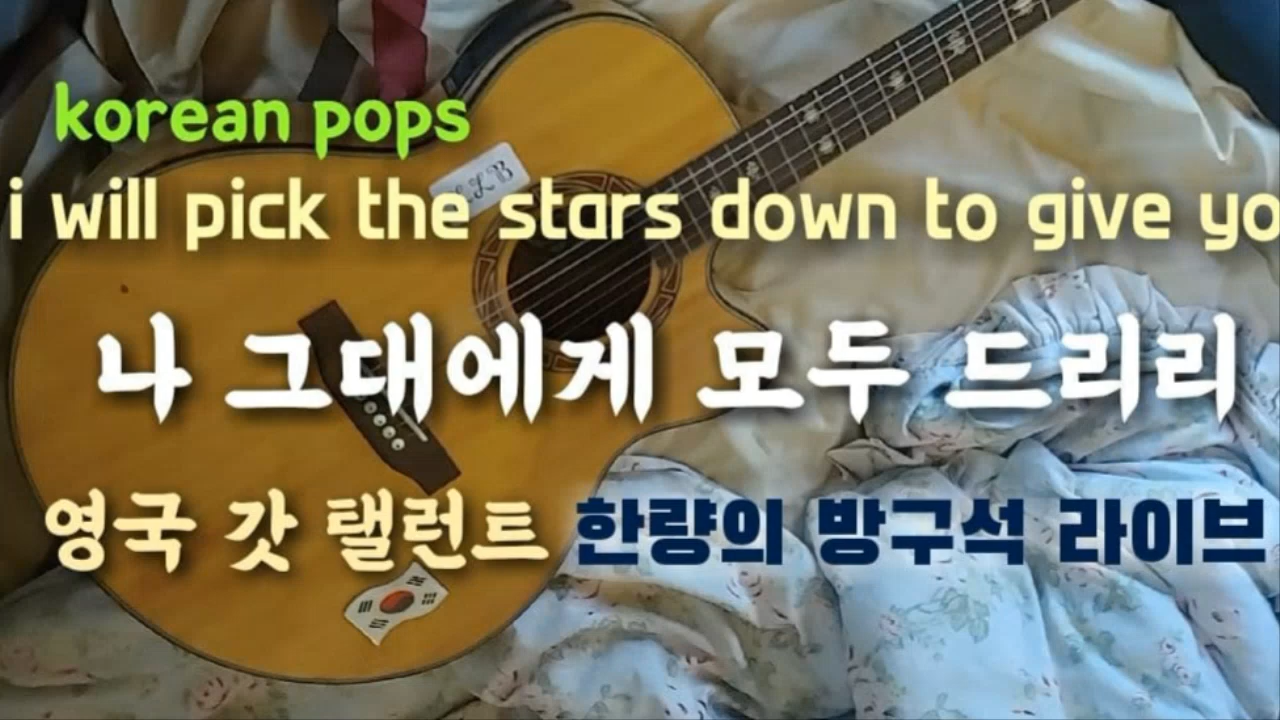 korean pops
i will pick the stars down to give yo
나 그대에게 모두 드리리
영국 갓 탤런트 한량의 방구석 라이브